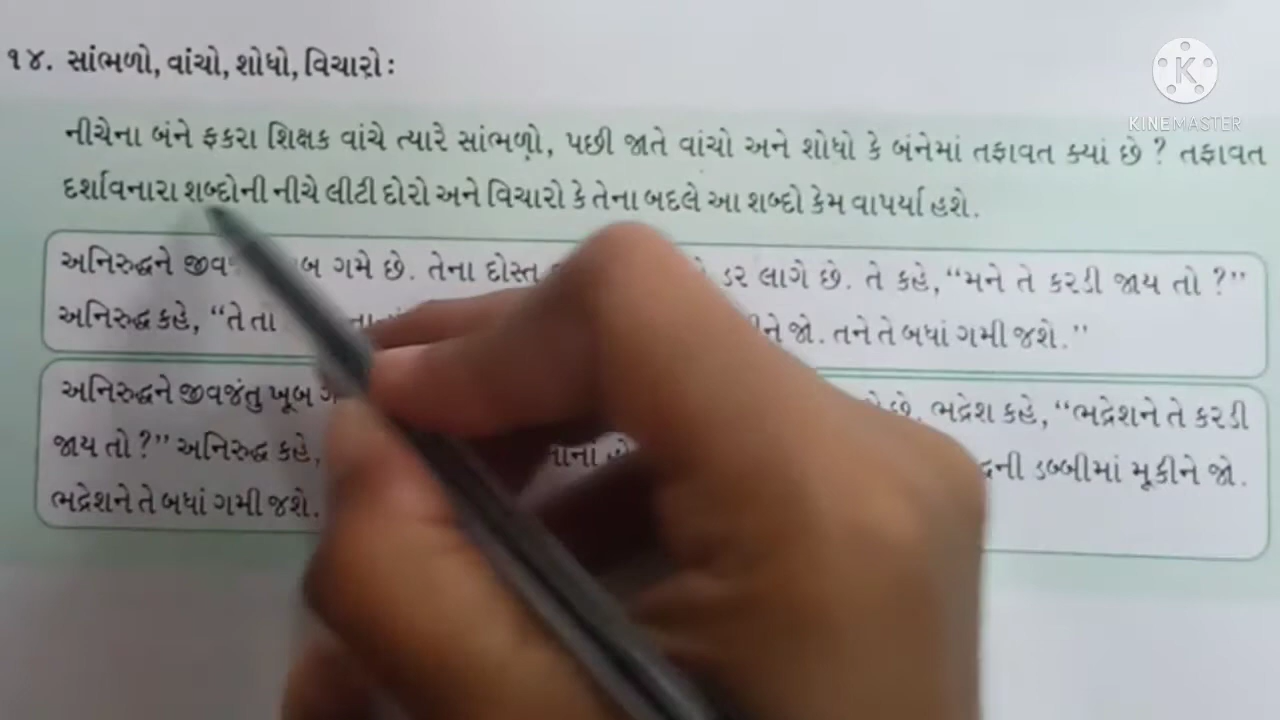 ૧૪. સાંભળો, વાંચો, શોધો, વિચારો :
K
KINEMASTER
નીચેના બંને ફકરા શિક્ષક વાંચે ત્યારે સાંભળો, પછી જાતે વાંચો અને શોધો કે બંનેમાં તફાવત ક્યાં છે ? તફાવત
દર્શાવનારા શબ્દોની નીચે લીટી દોરો અને વિચારો કે તેના બદલે આ શબ્દો કેમ વાપર્યા હશે.
અનિરુદ્ધને ગમે છે. તેના દોસ્ત ડર લાગે છે. તે કહે, “મને તે કરડી જાય તો ?”
અનિરુદ્ધ કહે, “તે તો જો. તને તે બધાં ગમી જશે.”
અનિરુદ્ધને જીવજંતુ ખૂબ છે. ભદ્રેશ કહે, “ભદ્રેશને તે કરડી
જાય તો ?” અનિરુદ્ધ કહે, ડબ્બીમાં મૂકીને જો.
ભદ્રેશને તે બધાં ગમી જશે.